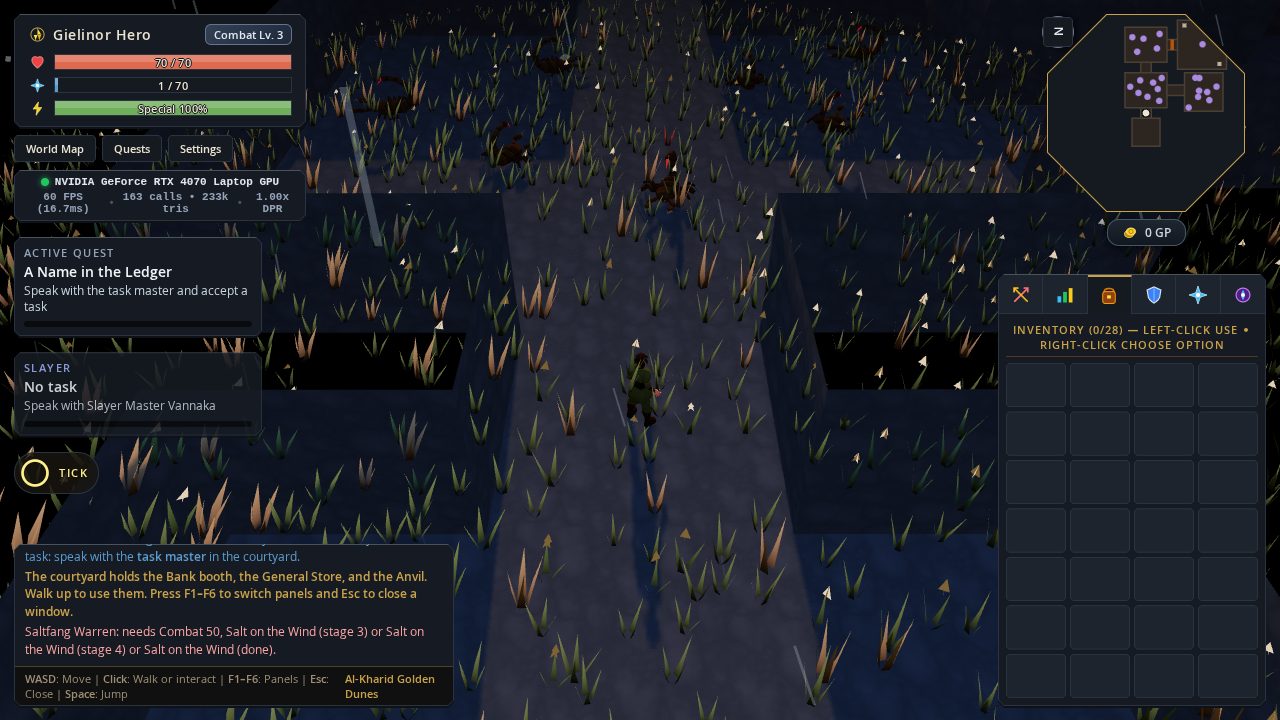 Gielinor Hero
Combat Lv. 3
70 / 70
1 / 70
Special 100%
World Map
Quests
Settings
NVIDIA GeForce RTX 4070 Laptop GPU
60 FPS (16.7ms) • 163 calls • 233k tris • 1.00x DPR
ACTIVE QUEST
A Name in the Ledger
Speak with the task master and accept a
task
SLAYER
No task
Speak with Slayer Master Vannaka
TICK
task: speak with the task master in the courtyard.
The courtyard holds the Bank booth, the General Store, and the Anvil.
Walk up to use them. Press F1–F6 to switch panels and Esc to close a
window.
Saltfang Warren: needs Combat 50, Salt on the Wind (stage 3) or Salt on
the Wind (stage 4) or Salt on the Wind (done).
WASD: Move | Click: Walk or interact | F1–F6: Panels | Esc:
Close | Space: Jump
Al-Kharid Golden
Dunes
N
0 GP
INVENTORY (0/28) — LEFT-CLICK USE •
RIGHT-CLICK CHOOSE OPTION